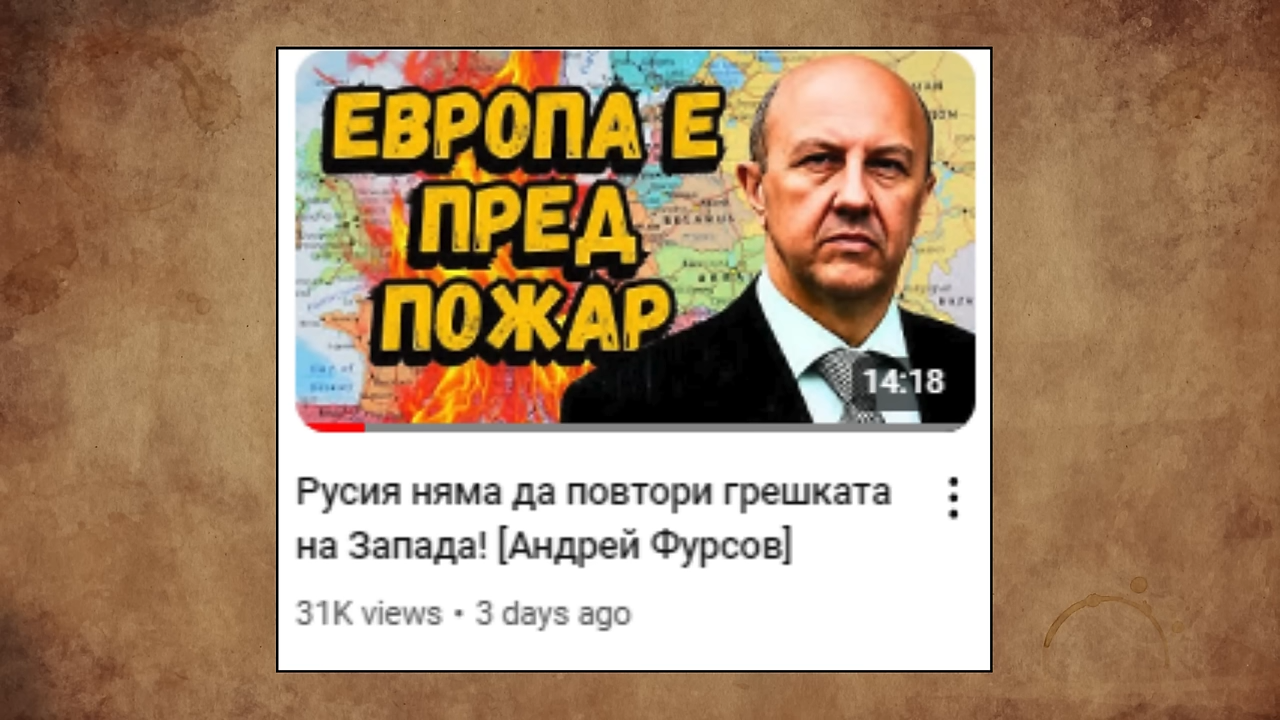 ЕВРОПА Е
ПРЕД
ПОЖАР
BELARUS
14:18
Русия няма да повтори грешката
на Запада! [Андрей Фурсов]
31K views • 3 days ago